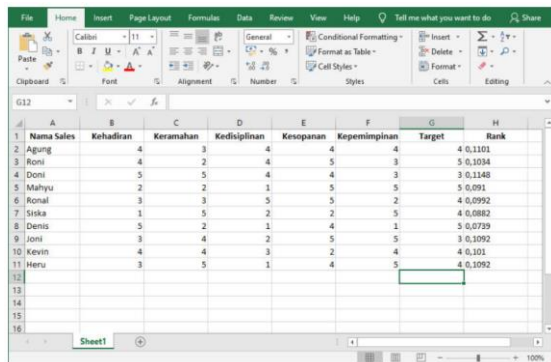 File Home Insert Page Layout Formulas Data Review View Help Tell me what you want to do Share
Calibri 11 General Conditional Formatting Insert
Paste B I U A A % Format as Table Delete
A Cell Styles Format
Clipboard Font Alignment Number Styles Cells Editing
G12 fx
A B C D E F G H
1 Nama Sales Kehadiran Keramahan Kedisiplinan Kesopanan Kepemimpinan Target Rank
2 Agung 4 3 4 4 4 4 0,1101
3 Roni 4 2 4 5 3 5 0,1034
4 Doni 5 5 4 4 3 3 0,1148
5 Mahyu 2 2 1 5 5 5 0,091
6 Ronal 3 3 5 5 2 4 0,0992
7 Siska 1 5 2 2 5 4 0,0882
8 Denis 5 2 1 4 1 5 0,0739
9 Joni 3 4 2 5 5 3 0,1092
10 Kevin 4 4 3 2 4 4 0,101
11 Heru 3 5 1 4 5 4 0,1092
12
13
14
15
16
Sheet1
100%